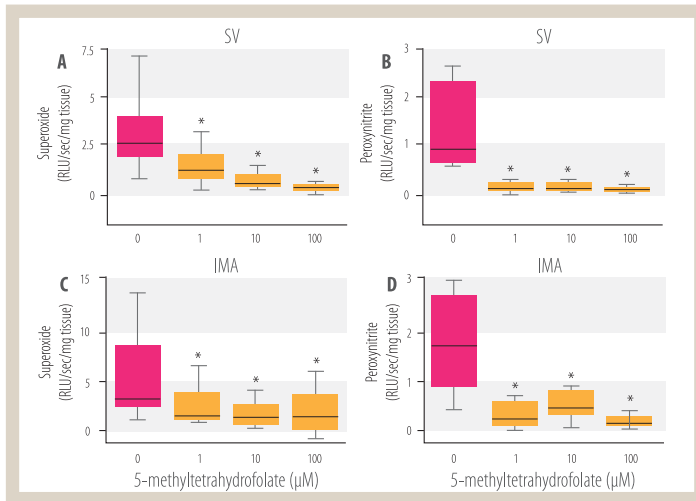 SV
A
Superoxide
(RLU/sec/mg tissue)
7.5
5
2.5
0
*
*
*
0 1 10 100
SV
B
Peroxynitrite
(RLU/sec/mg tissue)
3
2
1
0
*
*
*
0 1 10 100
IMA
C
Superoxide
(RLU/sec/mg tissue)
15
10
5
0
*
*
*
0 1 10 100
5-methyltetrahydrofolate (μM)
IMA
D
Peroxynitrite
(RLU/sec/mg tissue)
3
2
1
0
*
*
*
0 1 10 100
5-methyltetrahydrofolate (μM)